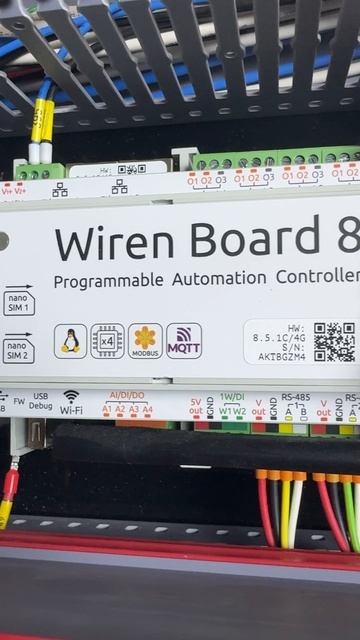 HW:
V1+ V2+
O1 O2 O3 O1 O2 O3 O1 O2 O3 O1 O2
Wiren Board 8
Programmable Automation Controller
nano
SIM 1
nano
SIM 2
x4
MODBUS
MQTT
HW:
8.5.1C/4G
S/N:
AKTBGZM4
FW
USB
Debug
Wi-Fi
AI/DI/DO
A1 A2 A3 A4
5V
out
GND
1W/DI
W1 W2
V
out
GND
RS-485
A B
V
out
GND
RS-
A